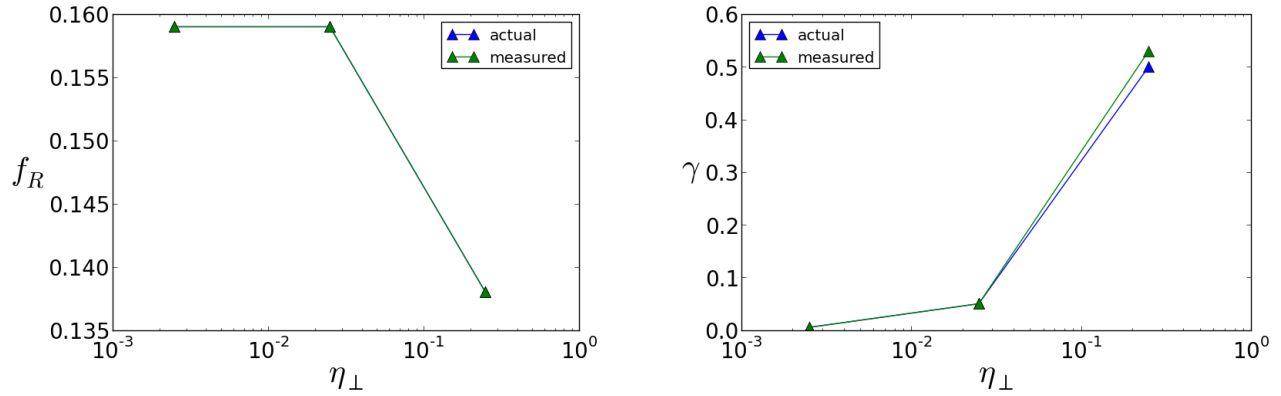 0.160
0.155
0.150
0.145
0.140
0.135
f_R
10^-3
10^-2
10^-1
10^0
η_⊥
actual
measured
0.6
0.5
0.4
0.3
0.2
0.1
0.0
γ
10^-3
10^-2
10^-1
10^0
η_⊥
actual
measured